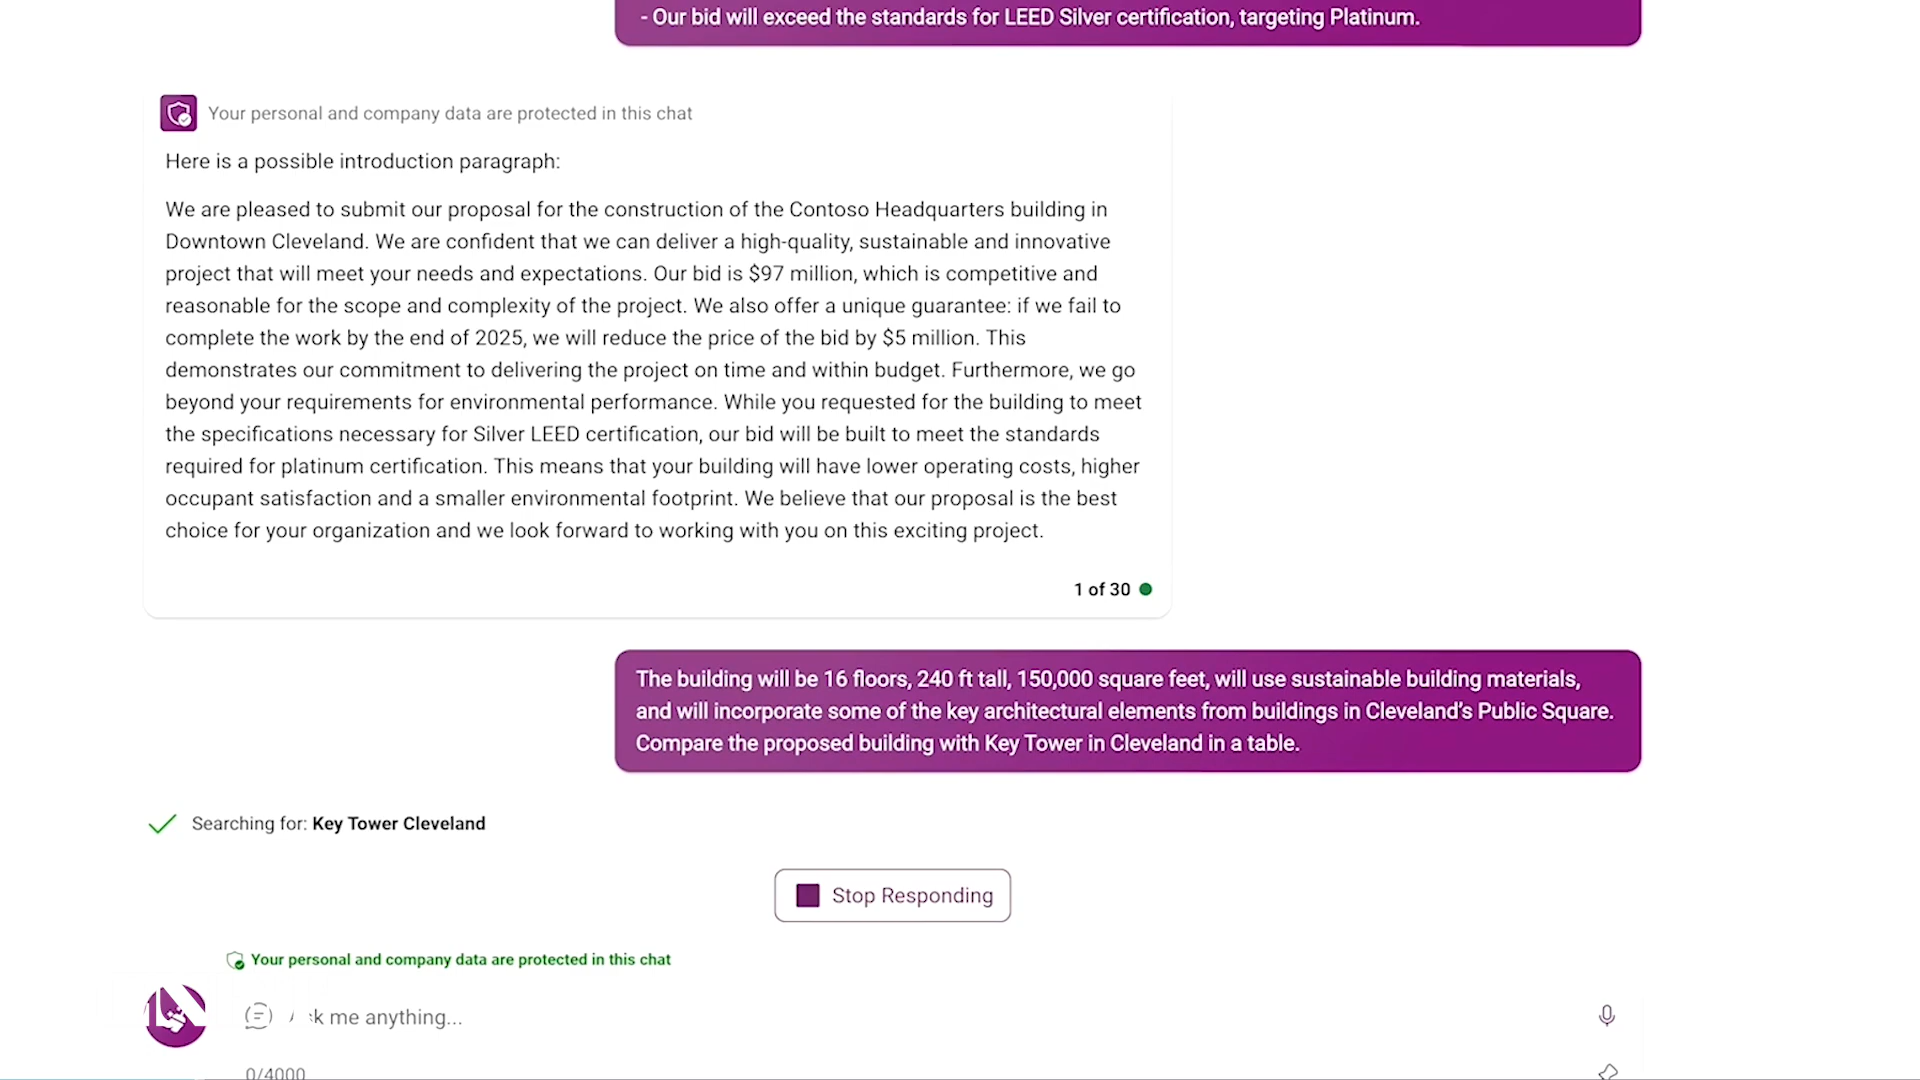 - Our bid will exceed the standards for LEED Silver certification, targeting Platinum.
Your personal and company data are protected in this chat
Here is a possible introduction paragraph:
We are pleased to submit our proposal for the construction of the Contoso Headquarters building in
Downtown Cleveland. We are confident that we can deliver a high-quality, sustainable and innovative
project that will meet your needs and expectations. Our bid is $97 million, which is competitive and
reasonable for the scope and complexity of the project. We also offer a unique guarantee: if we fail to
complete the work by the end of 2025, we will reduce the price of the bid by $5 million. This
demonstrates our commitment to delivering the project on time and within budget. Furthermore, we go
beyond your requirements for environmental performance. While you requested for the building to meet
the specifications necessary for Silver LEED certification, our bid will be built to meet the standards
required for platinum certification. This means that your building will have lower operating costs, higher
occupant satisfaction and a smaller environmental footprint. We believe that our proposal is the best
choice for your organization and we look forward to working with you on this exciting project.
1 of 30
The building will be 16 floors, 240 ft tall, 150,000 square feet, will use sustainable building materials,
and will incorporate some of the key architectural elements from buildings in Cleveland's Public Square.
Compare the proposed building with Key Tower in Cleveland in a table.
Searching for: Key Tower Cleveland
Stop Responding
Your personal and company data are protected in this chat
me anything...
0/4000